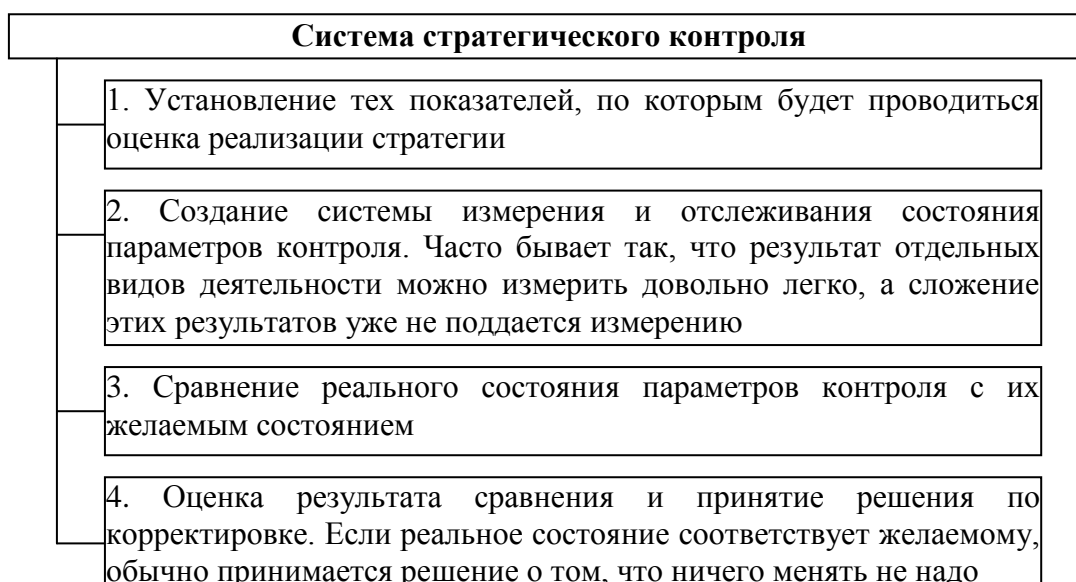 Система стратегического контроля
1. Установление тех показателей, по которым будет проводиться
оценка реализации стратегии
2. Создание системы измерения и отслеживания состояния
параметров контроля. Часто бывает так, что результат отдельных
видов деятельности можно измерить довольно легко, а сложение
этих результатов уже не поддается измерению
3. Сравнение реального состояния параметров контроля с их
желаемым состоянием
4. Оценка результата сравнения и принятие решения по
корректировке. Если реальное состояние соответствует желаемому,
обычно принимается решение о том, что ничего менять не надо